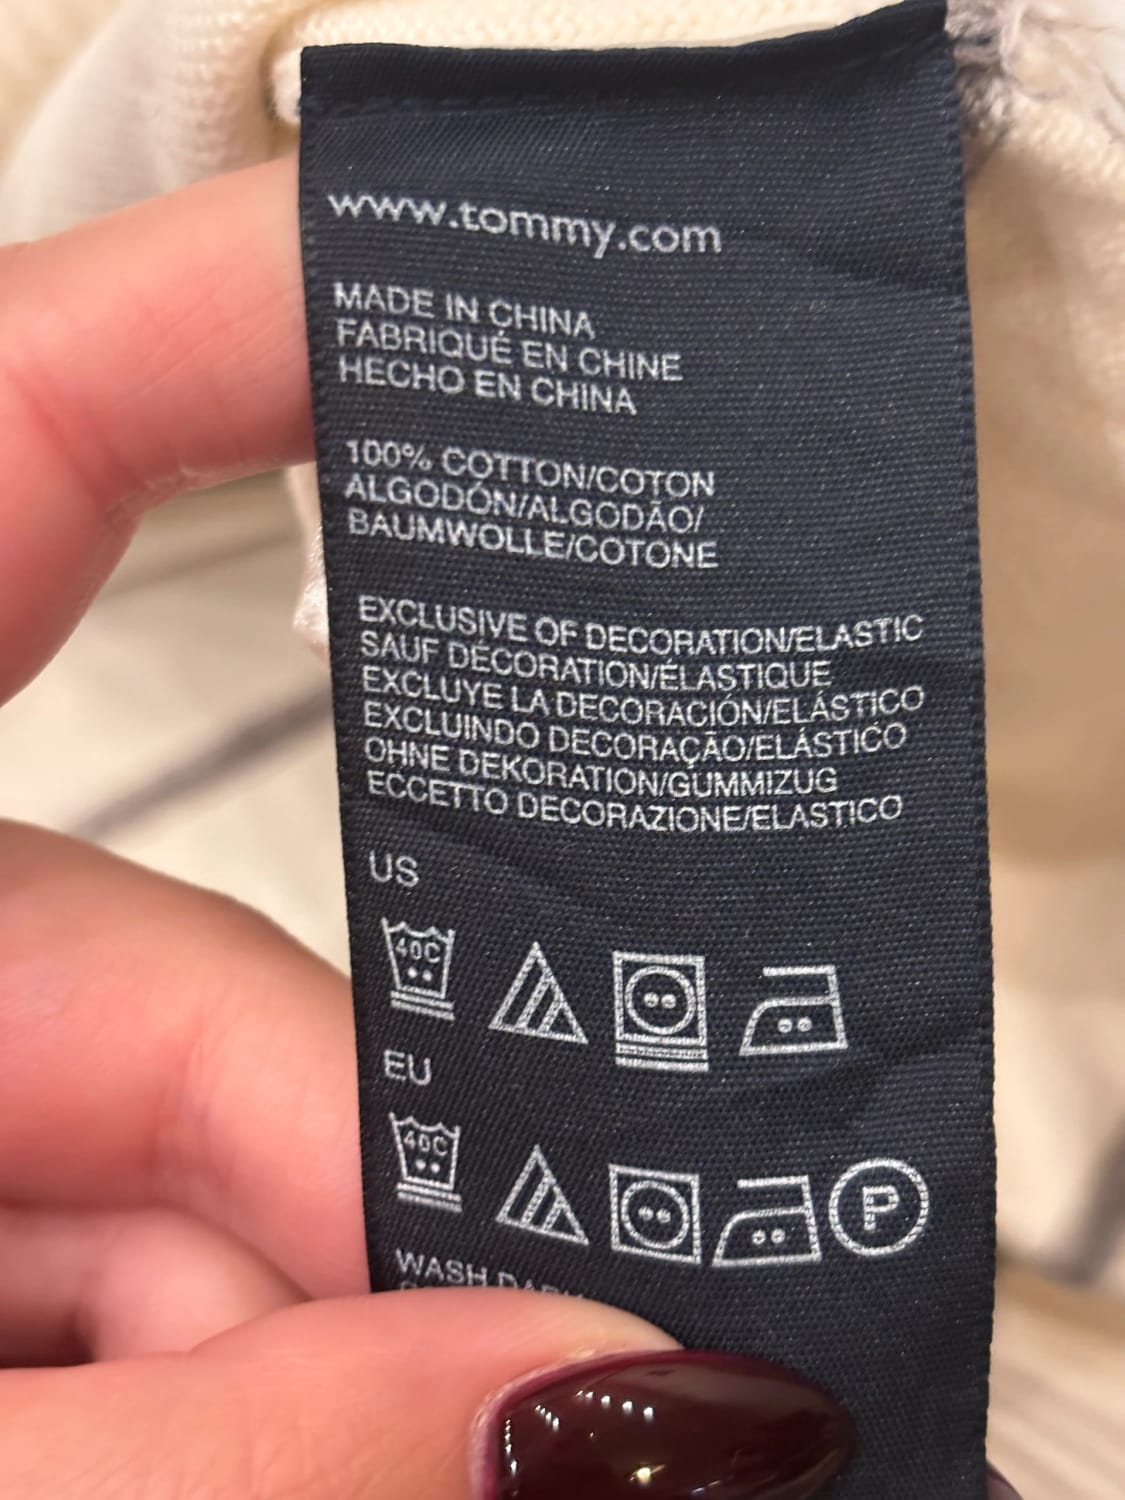 www.tommy.com
MADE IN CHINA
FABRIQUÉ EN CHINE
HECHO EN CHINA
100% COTTON/COTON
ALGODÓN/ALGODÃO/
BAUMWOLLE/COTONE
EXCLUSIVE OF DECORATION/ELASTIC
SAUF DÉCORATION/ÉLASTIQUE
EXCLUYE LA DECORACIÓN/ELÁSTICO
EXCLUINDO DECORAÇÃO/ELÁSTICO
OHNE DEKORATION/GUMMIZUG
ECCETTO DECORAZIONE/ELASTICO
US
40C
EU
40C
P
WASH